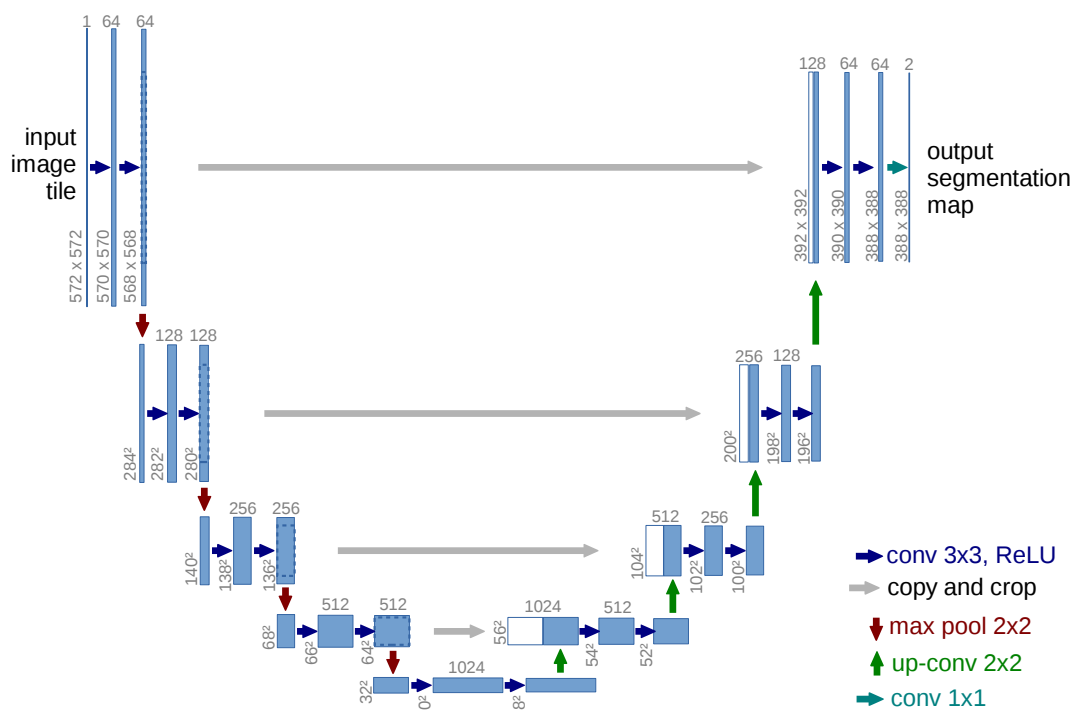 1 64 64
128 64 64 2
input
image
tile
output
segmentation
map
572 x 572
570 x 570
568 x 568
392 x 392
390 x 390
388 x 388
388 x 388
128 128
256 128
284²
282²
280²
200²
198²
196²
256 256
512 256
140²
138²
136²
104²
102²
100²
conv 3x3, ReLU
copy and crop
max pool 2x2
up-conv 2x2
conv 1x1
512 512
1024 512
68²
66²
64²
56²
54²
52²
1024
32²
0²
8²